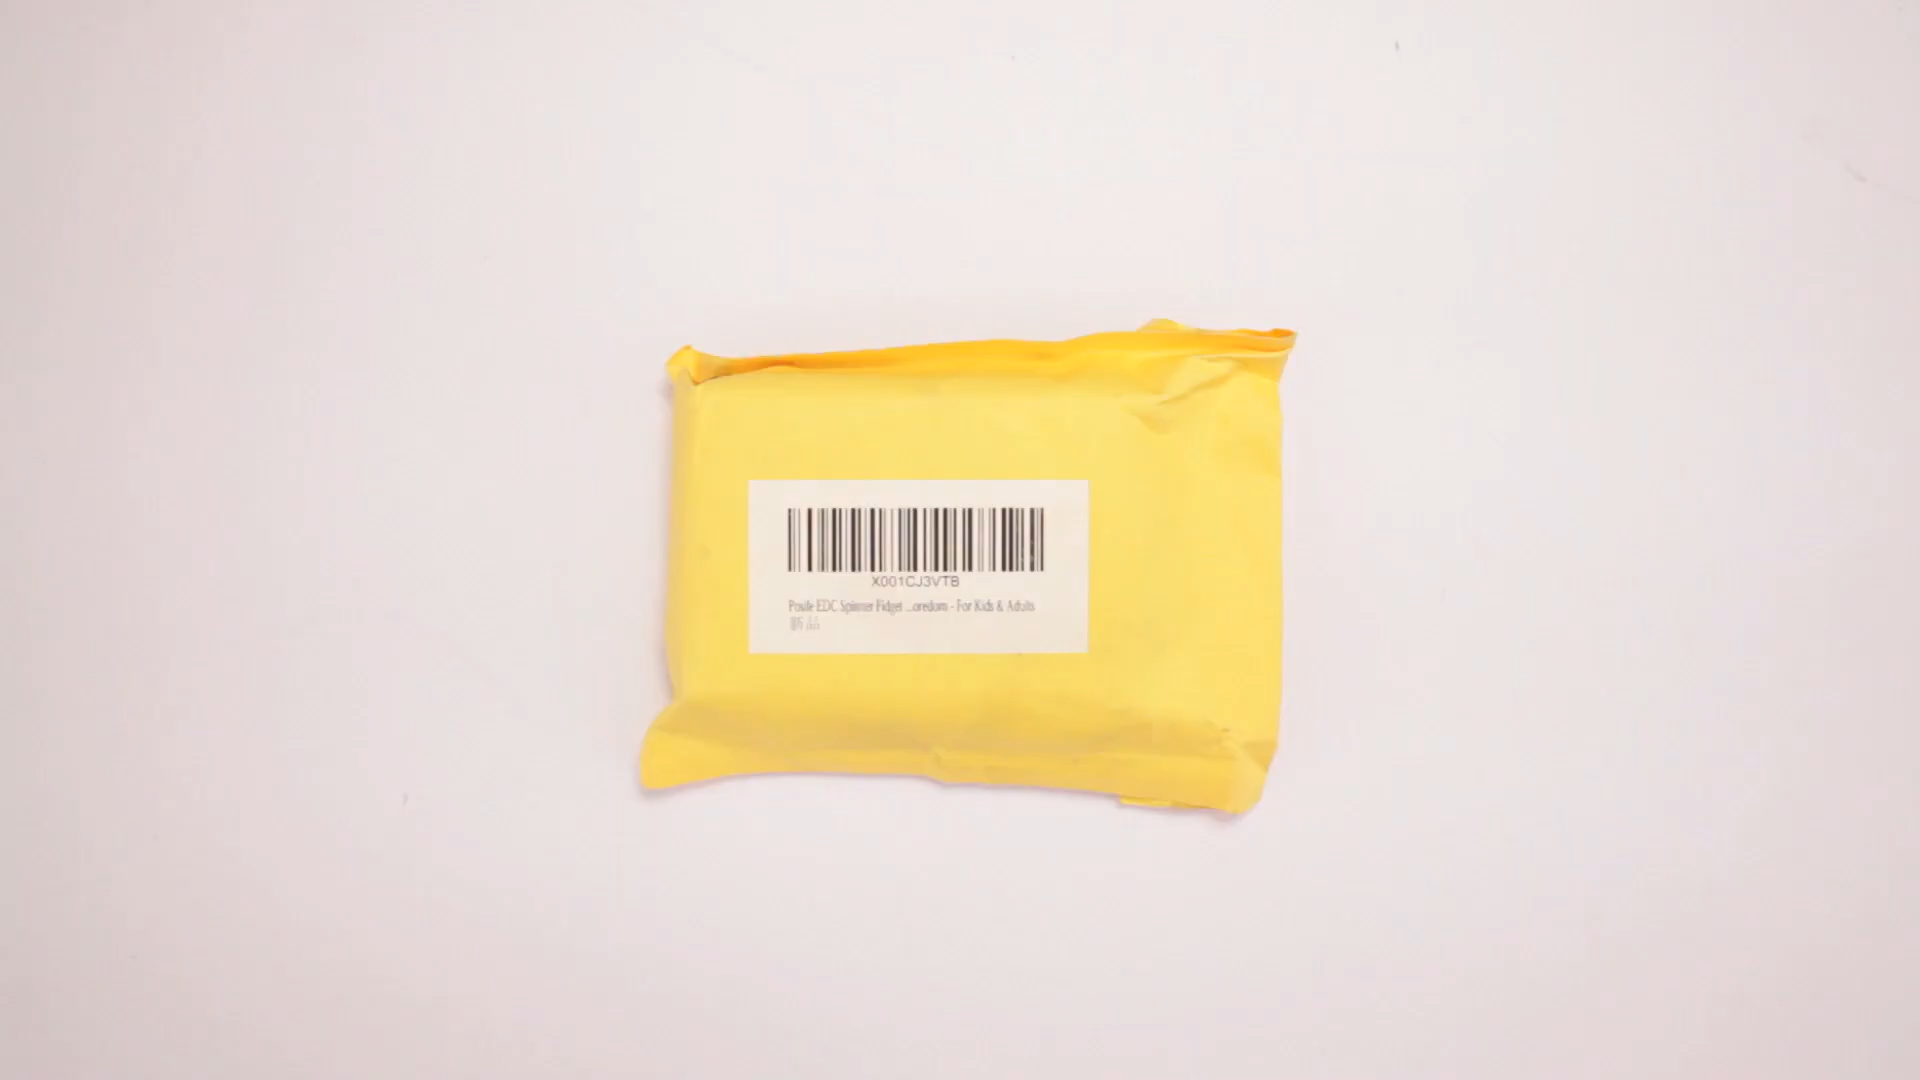 X001CJ3VTB
Posife EDC Spinner Fidget ...oredom - For Kids & Adults
新品